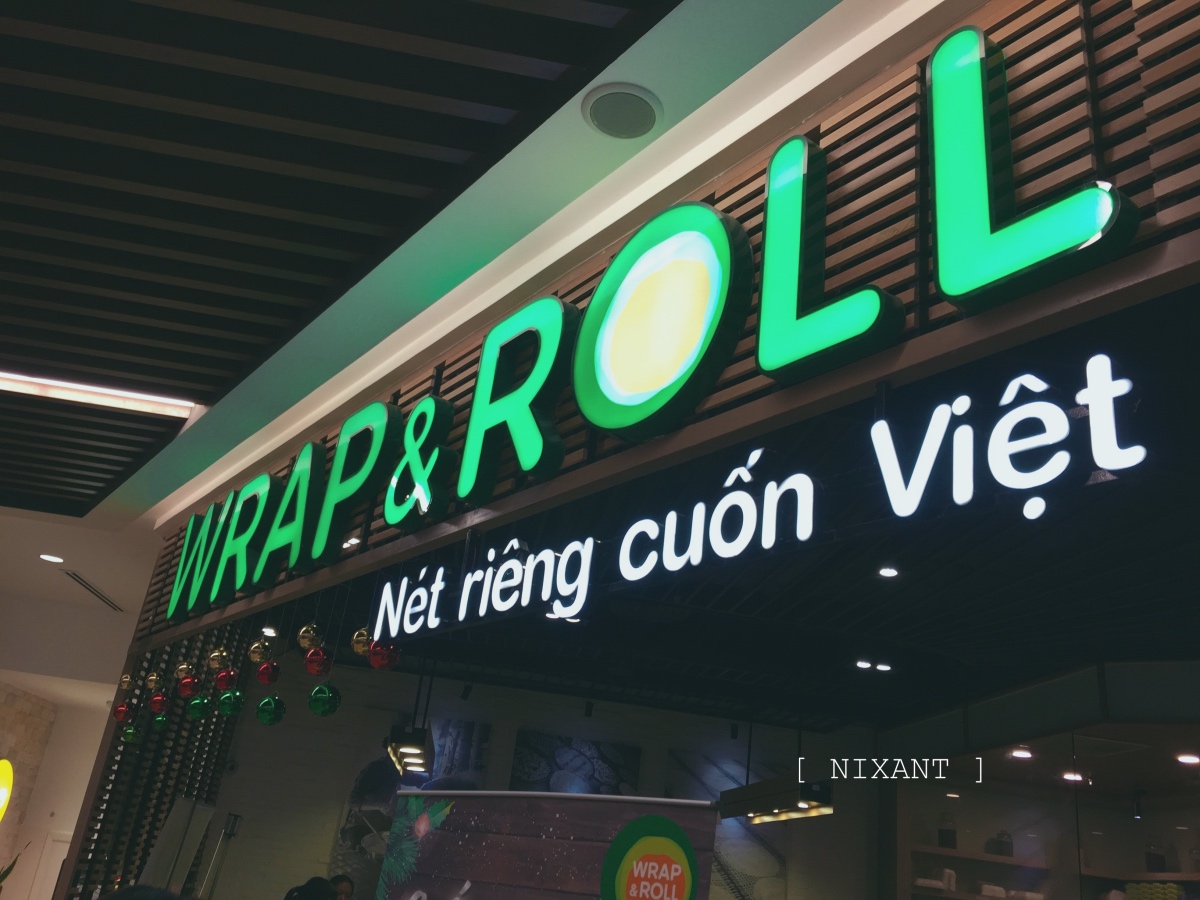 WRAP&ROLL
Nét riêng cuốn Việt
[ NIXANT ]
WRAP
&ROLL